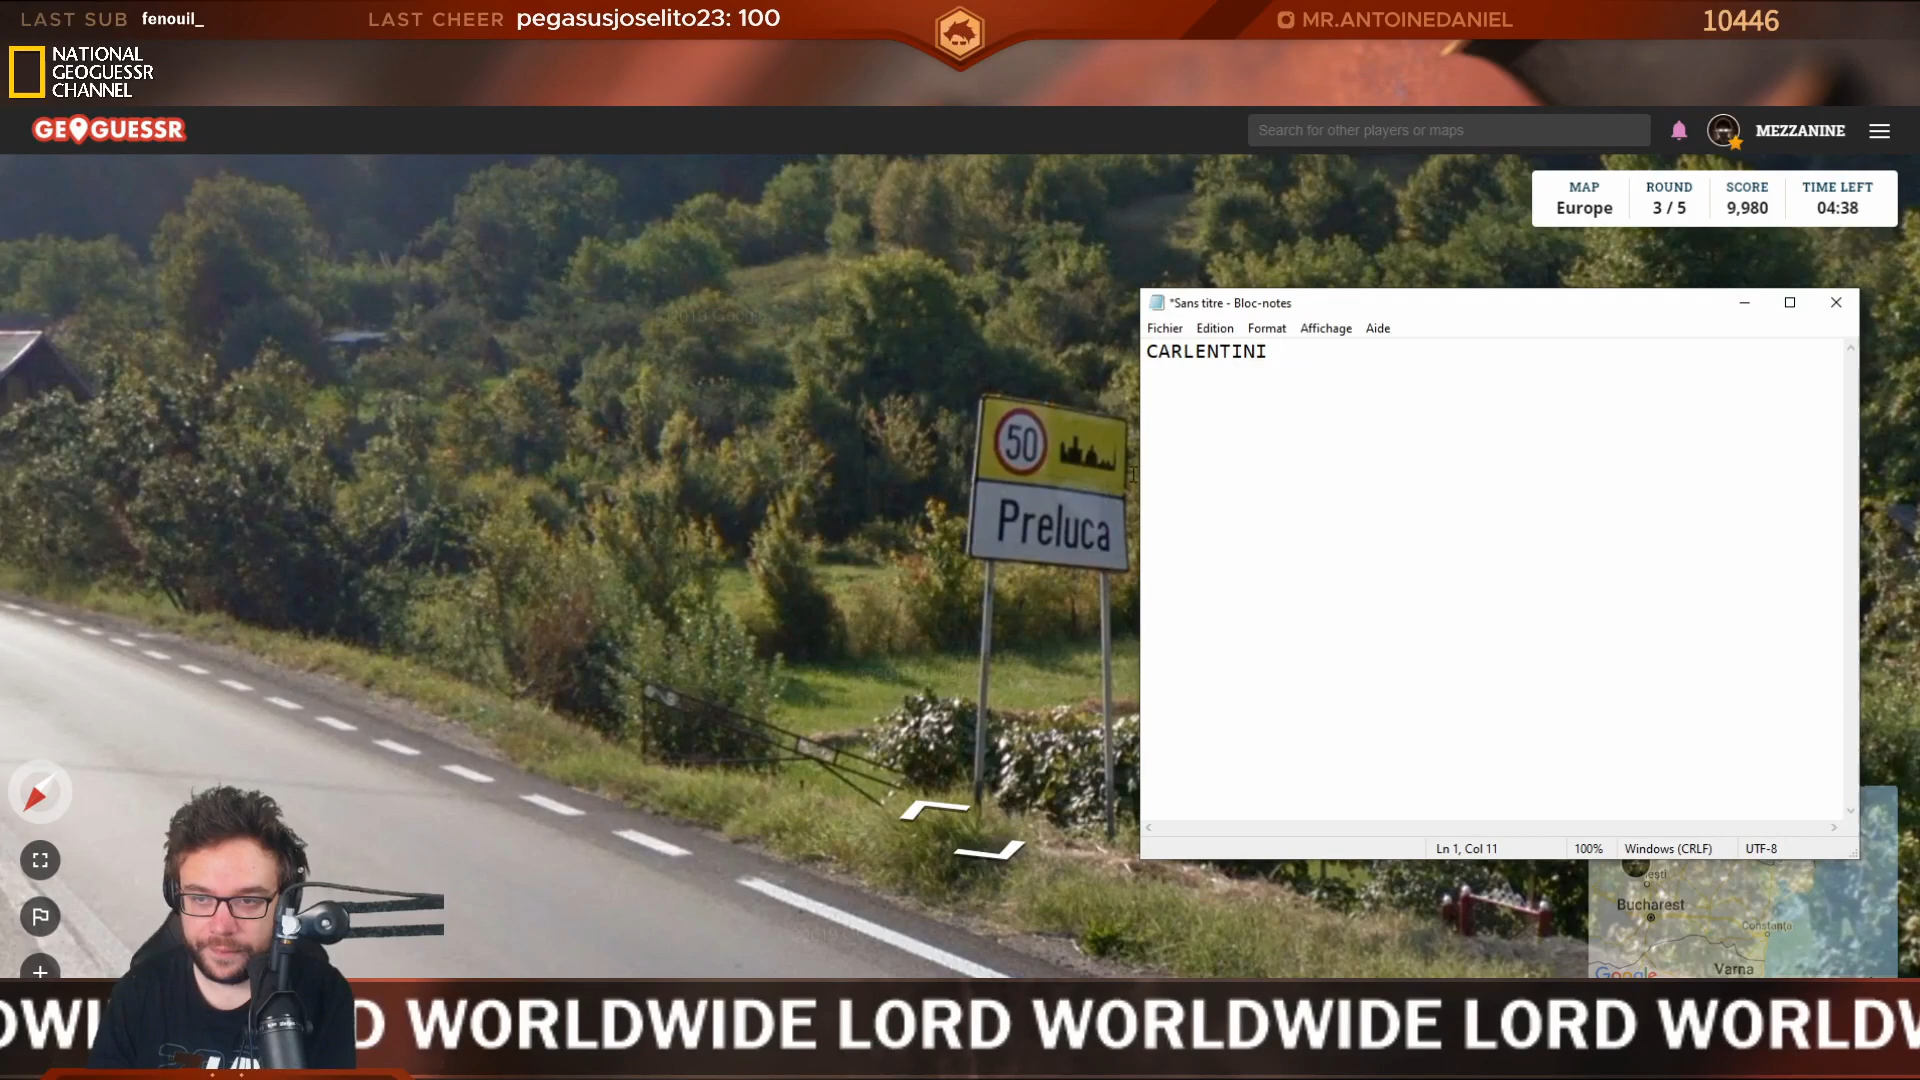 LAST SUB fenouil_
LAST CHEER pegasusjoselito23: 100
MR.ANTOINEDANIEL
10446
NATIONAL
GEOGUESSR
CHANNEL
GEOGUESSR
Search for other players or maps
MEZZANINE
MAP
Europe
ROUND
3 / 5
SCORE
9,980
TIME LEFT
04:38
*Sans titre - Bloc-notes
Fichier Edition Format Affichage Aide
CARLENTINI
50
Preluca
Ln 1, Col 11
100%
Windows (CRLF)
UTF-8
Bucharest
Constanța
Varna
Google
WORLDWIDE LORD WORLDWIDE LORD